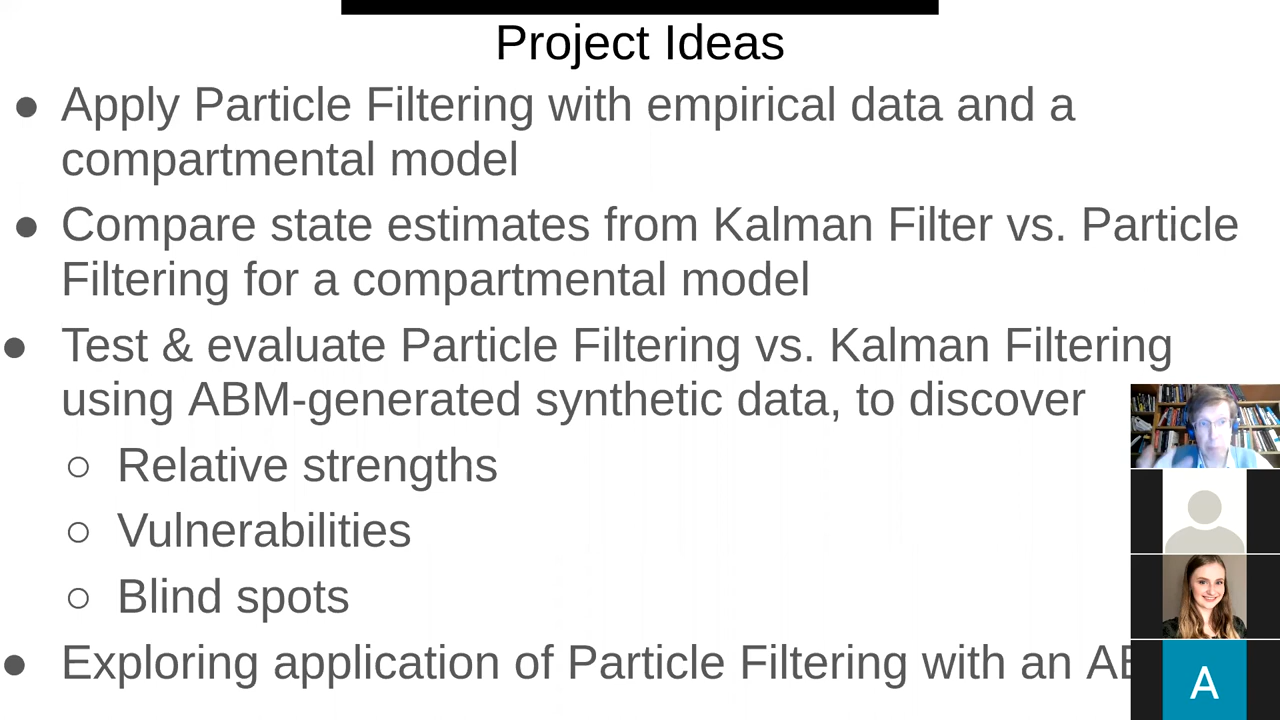 Project Ideas
● Apply Particle Filtering with empirical data and a
compartmental model
● Compare state estimates from Kalman Filter vs. Particle
Filtering for a compartmental model
● Test & evaluate Particle Filtering vs. Kalman Filtering
using ABM-generated synthetic data, to discover
○ Relative strengths
○ Vulnerabilities
○ Blind spots
● Exploring application of Particle Filtering with an
A